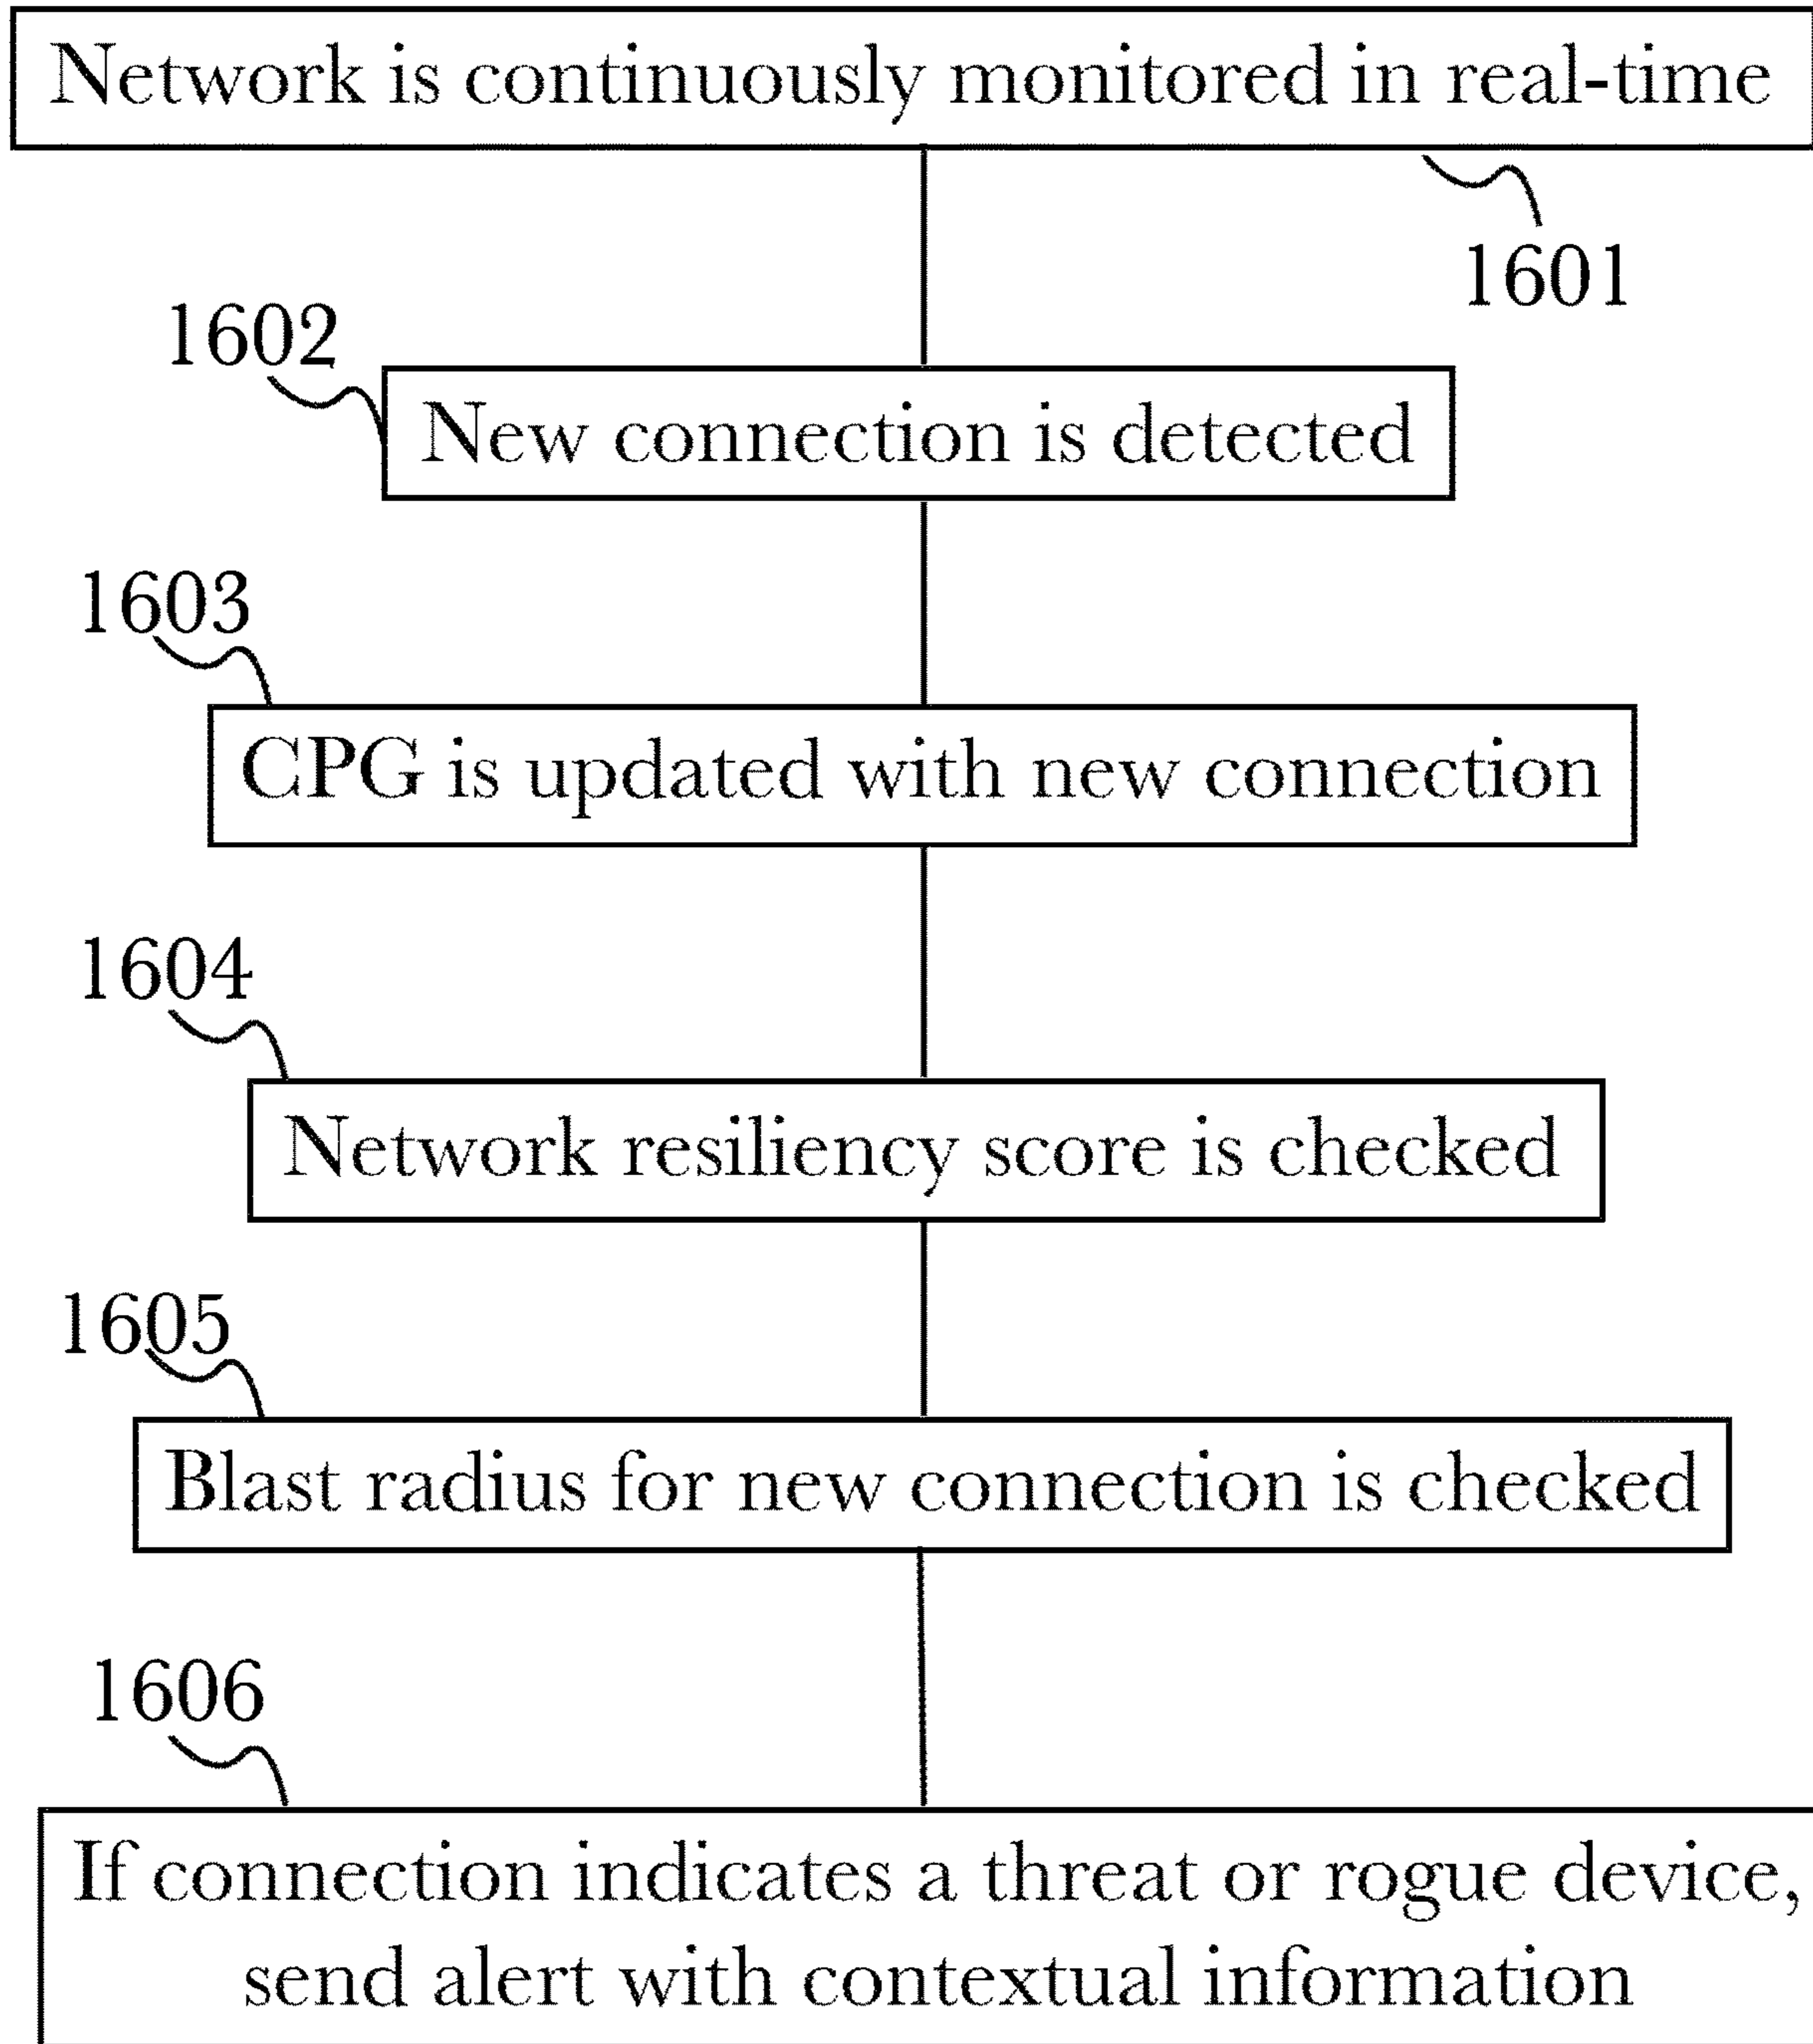 Network is continuously monitored in real-time
1601
1602
New connection is detected
1603
CPG is updated with new connection
1604
Network resiliency score is checked
1605
Blast radius for new connection is checked
1606
If connection indicates a threat or rogue device,
send alert with contextual information